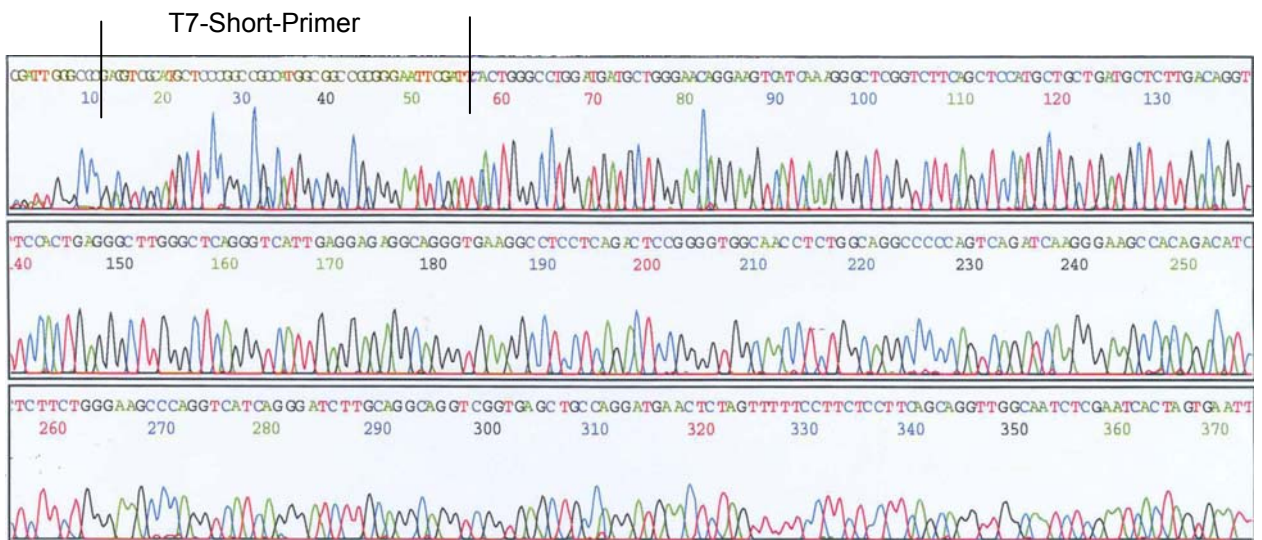 T7-Short-Primer
CGATTGGGCCCGAGGTCGCATGCTCCCGGCCGCCATGGCGGCCGCGGGAATTCGATTCACTGGGCCTGGATGATGCTGGGAACAGGAAGTCATCAAAGGGCTCGGTCTTCAGCTCCATGCTGCTGATGCTCTTGACAGGT
10 20 30 40 50 60 70 80 90 100 110 120 130
TCCACTGAGGGCTTGGGCTCAGGGTCATTGAGGAGAGGCAGGGTGAAGGCCTCCTCAGACTCCGGGGTGGCAACCTCTGGCAGGCCCCCAGTCAGATCAAGGGAAGCCACAGACATC
40 150 160 170 180 190 200 210 220 230 240 250
TCTTCTGGGAAGCCCAGGTCATCAGGGATCTTGCAGGCAGGTCGGTGAGCTGCCAGGATGAACTCTAGTTTTTCCTTCTCCTTCAGCAGGTTGGCAATCTCGAATCACTAGTGAATT
260 270 280 290 300 310 320 330 340 350 360 370